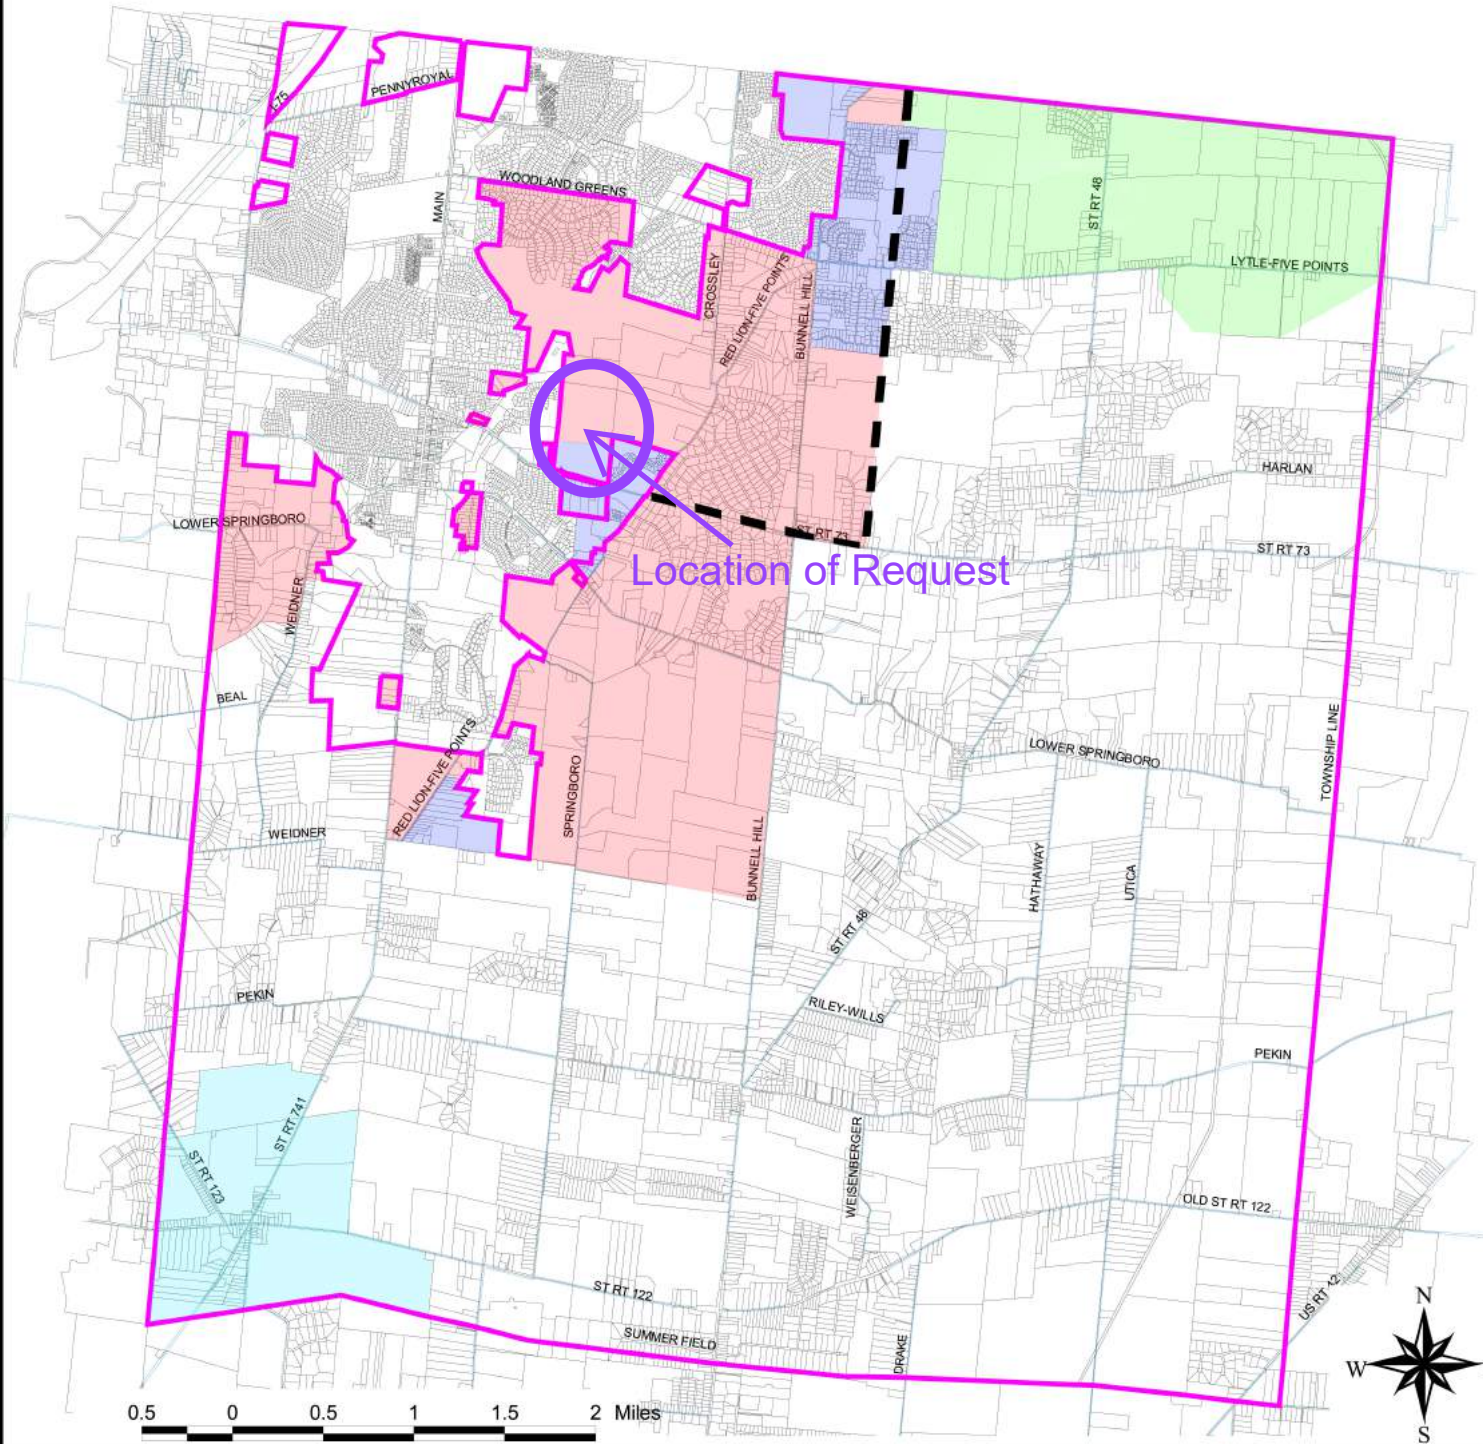 I-75
PENNYROYAL
WOODLAND GREENS
MAIN
ST RT 48
LYTLE-FIVE POINTS
CROSSLEY
RED LION-FIVE POINTS
BUNNELL HILL
HARLAN
LOWER SPRINGBORO
ST RT 73
ST RT 73
Location of Request
WEIDNER
BEAL
LOWER SPRINGBORO
TOWNSHIP LINE
RED LION-FIVE POINTS
SPRINGBORO
WEIDNER
BUNNELL HILL
HATHAWAY
UTICA
ST RT 48
PEKIN
RILEY-WILLS
PEKIN
ST RT 741
ST RT 123
WEISENBERGER
OLD ST RT 122
ST RT 122
US RT 42
SUMMER FIELD
DRAKE
N
W
S
0.5 0 0.5 1 1.5 2 Miles